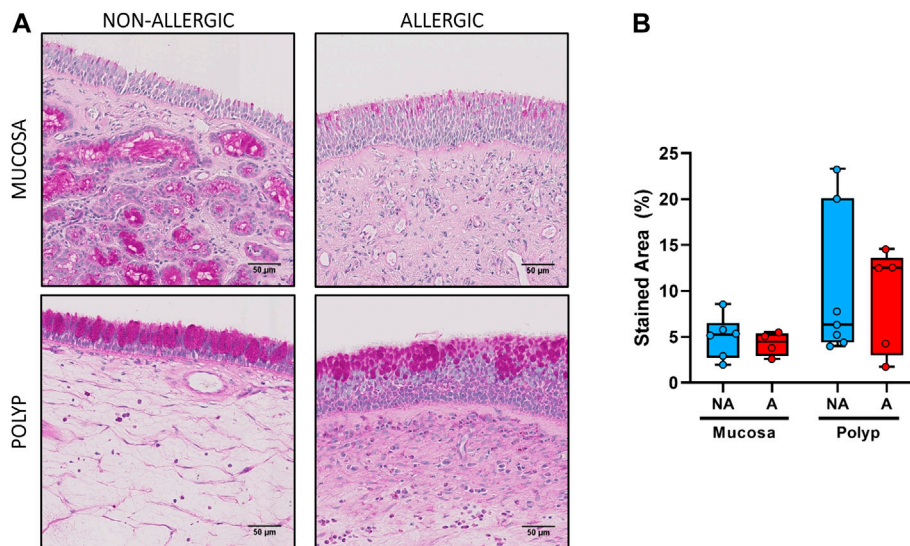 A
NON-ALLERGIC
ALLERGIC
MUCOSA
50 µm
50 µm
POLYP
50 µm
50 µm
B
Stained Area (%)
25
20
15
10
5
0
NA A NA A
Mucosa Polyp